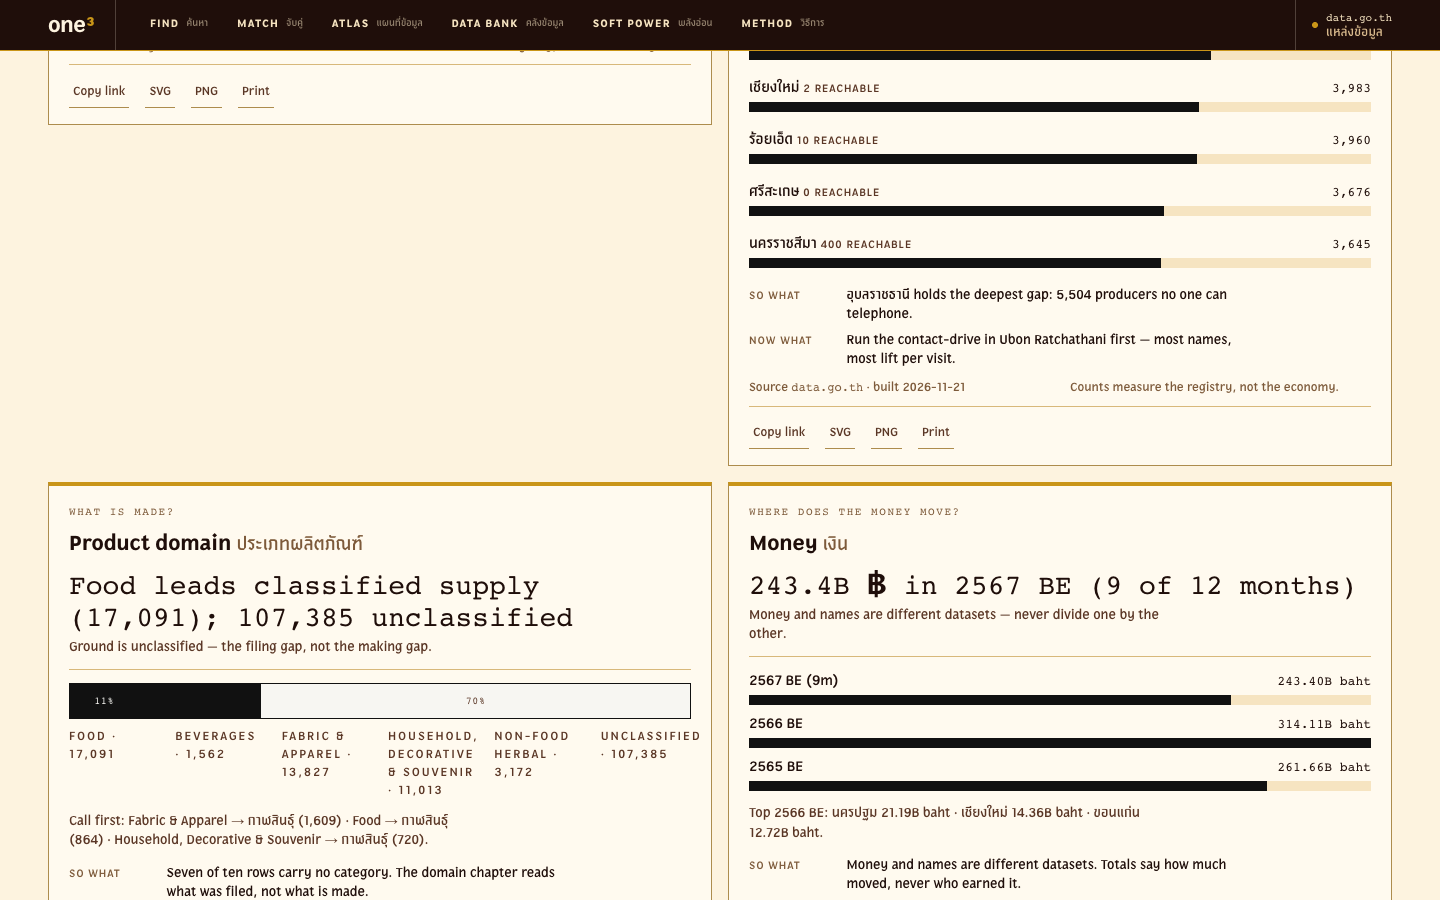 one³
FIND ค้นหา
MATCH จับคู่
ATLAS แผนที่ข้อมูล
DATA BANK คลังข้อมูล
SOFT POWER พลังอ่อน
METHOD วิธีการ
data.go.th
แหล่งข้อมูล
Copy link SVG PNG Print
เชียงใหม่ 2 REACHABLE 3,983
ร้อยเอ็ด 10 REACHABLE 3,960
ศรีสะเกษ 0 REACHABLE 3,676
นครราชสีมา 400 REACHABLE 3,645
SO WHAT อุบลราชธานี holds the deepest gap: 5,504 producers no one can
telephone.
NOW WHAT Run the contact-drive in Ubon Ratchathani first — most names,
most lift per visit.
Source data.go.th · built 2026-11-21 Counts measure the registry, not the economy.
Copy link SVG PNG Print
WHAT IS MADE?
Product domain ประเภทผลิตภัณฑ์
Food leads classified supply
(17,091); 107,385 unclassified
Ground is unclassified — the filing gap, not the making gap.
11% 70%
FOOD ·
17,091
BEVERAGES
· 1,562
FABRIC &
APPAREL ·
13,827
HOUSEHOLD,
DECORATIVE
& SOUVENIR
· 11,013
NON-FOOD
HERBAL ·
3,172
UNCLASSIFIED
· 107,385
Call first: Fabric & Apparel → กาฬสินธุ์ (1,609) · Food → กาฬสินธุ์
(864) · Household, Decorative & Souvenir → กาฬสินธุ์ (720).
SO WHAT Seven of ten rows carry no category. The domain chapter reads
what was filed, not what is made.
WHERE DOES THE MONEY MOVE?
Money เงิน
243.4B ฿ in 2567 BE (9 of 12 months)
Money and names are different datasets — never divide one by the
other.
2567 BE (9m) 243.40B baht
2566 BE 314.11B baht
2565 BE 261.66B baht
Top 2566 BE: นครปฐม 21.19B baht · เชียงใหม่ 14.36B baht · ขอนแก่น
12.72B baht.
SO WHAT Money and names are different datasets. Totals say how much
moved, never who earned it.